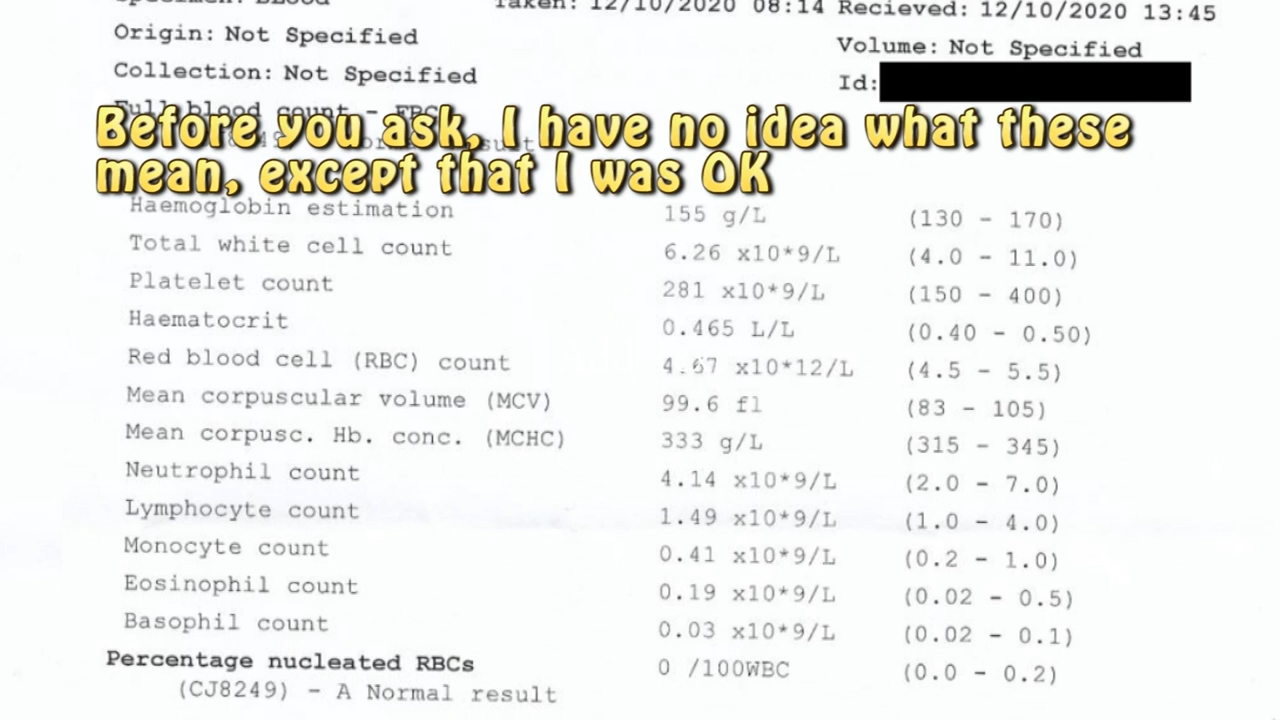 Taken: 12/10/2020 08:14 Recieved: 12/10/2020 13:45
Origin: Not Specified
Volume: Not Specified
Collection: Not Specified
Id:
Full blood count - FBC
Before you ask, I have no idea what these
mean, except that I was OK
Haemoglobin estimation 155 g/L (130 - 170)
Total white cell count 6.26 x10*9/L (4.0 - 11.0)
Platelet count 281 x10*9/L (150 - 400)
Haematocrit 0.465 L/L (0.40 - 0.50)
Red blood cell (RBC) count 4.67 x10*12/L (4.5 - 5.5)
Mean corpuscular volume (MCV) 99.6 fl (83 - 105)
Mean corpusc. Hb. conc. (MCHC) 333 g/L (315 - 345)
Neutrophil count 4.14 x10*9/L (2.0 - 7.0)
Lymphocyte count 1.49 x10*9/L (1.0 - 4.0)
Monocyte count 0.41 x10*9/L (0.2 - 1.0)
Eosinophil count 0.19 x10*9/L (0.02 - 0.5)
Basophil count 0.03 x10*9/L (0.02 - 0.1)
Percentage nucleated RBCs 0 /100WBC (0.0 - 0.2)
(CJ8249) - A Normal result